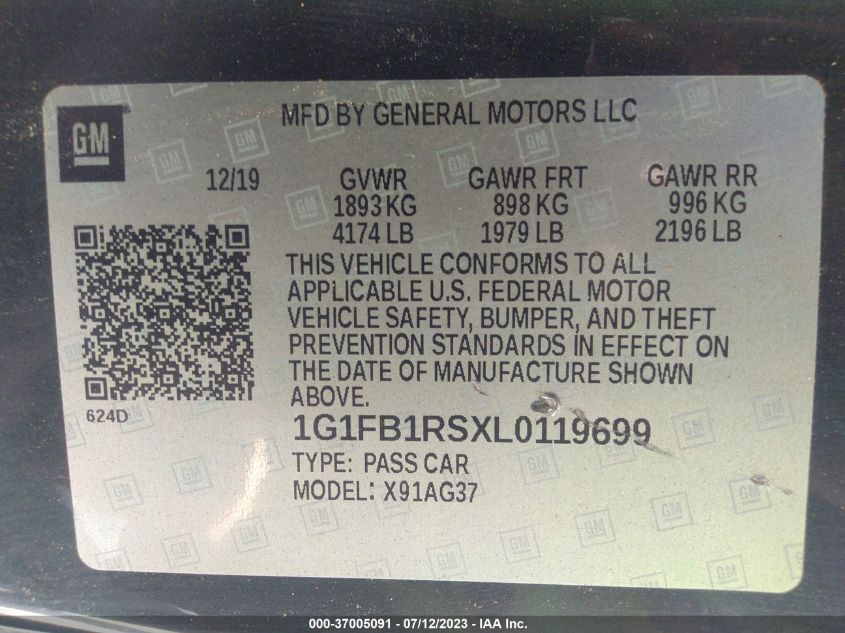 GM
MFD BY GENERAL MOTORS LLC
12/19 GVWR GAWR FRT GAWR RR
1893 KG 898 KG 996 KG
4174 LB 1979 LB 2196 LB
THIS VEHICLE CONFORMS TO ALL
APPLICABLE U.S. FEDERAL MOTOR
VEHICLE SAFETY, BUMPER, AND THEFT
PREVENTION STANDARDS IN EFFECT ON
THE DATE OF MANUFACTURE SHOWN
ABOVE.
624D
1G1FB1RSXL0119699
TYPE: PASS CAR
MODEL: X91AG37
000-37005091 - 07/12/2023 - IAA Inc.